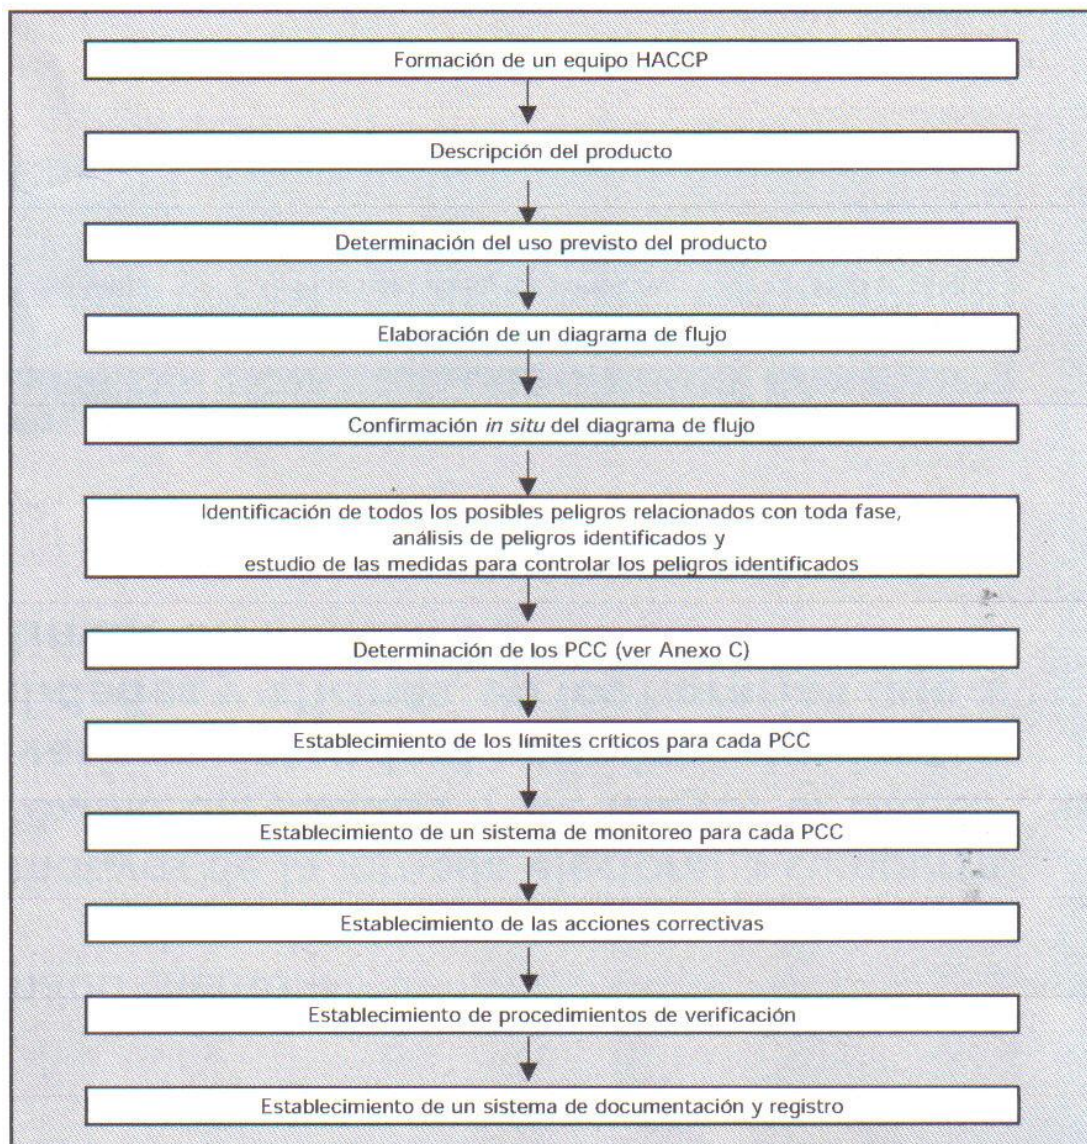 Formación de un equipo HACCP
Descripción del producto
Determinación del uso previsto del producto
Elaboración de un diagrama de flujo
Confirmación in situ del diagrama de flujo
Identificación de todos los posibles peligros relacionados con toda fase,
análisis de peligros identificados y
estudio de las medidas para controlar los peligros identificados
Determinación de los PCC (ver Anexo C)
Establecimiento de los límites críticos para cada PCC
Establecimiento de un sistema de monitoreo para cada PCC
Establecimiento de las acciones correctivas
Establecimiento de procedimientos de verificación
Establecimiento de un sistema de documentación y registro